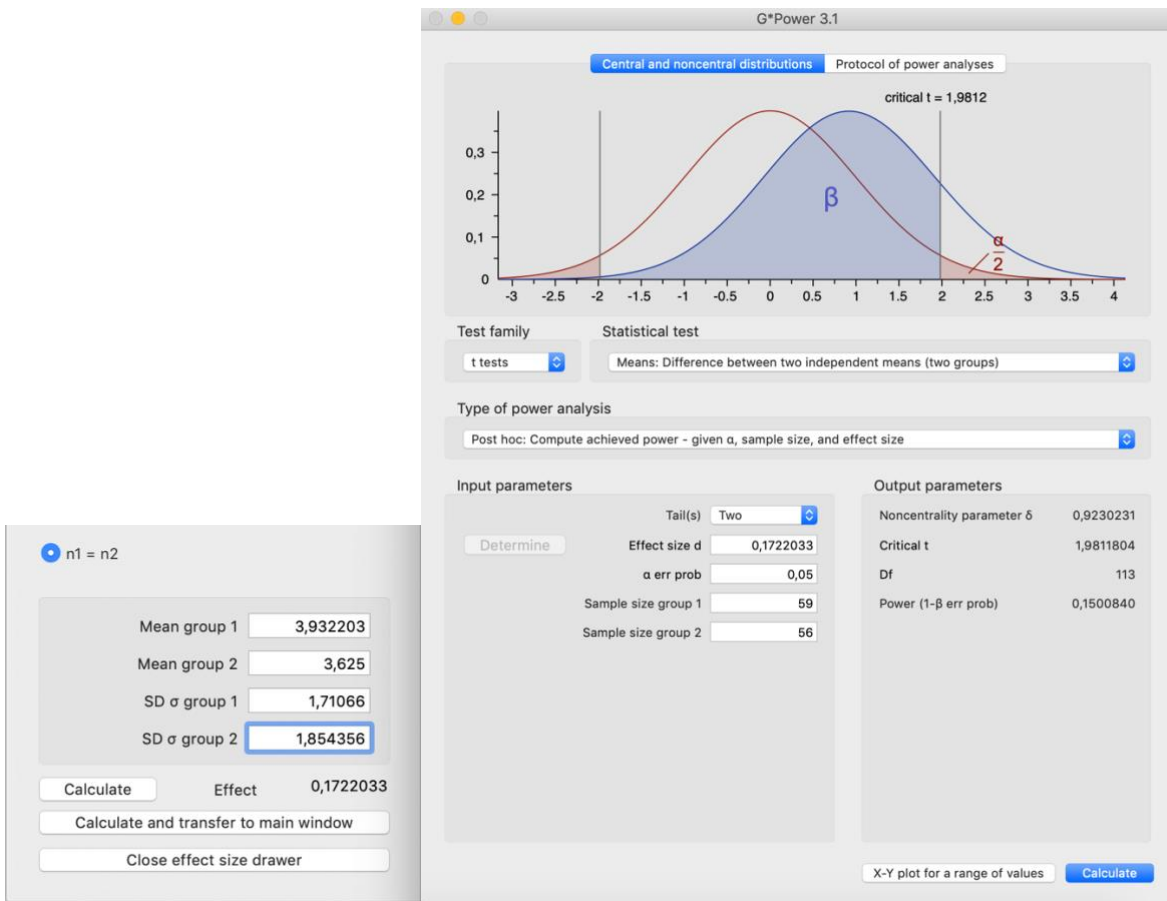 G*Power 3.1
Central and noncentral distributions Protocol of power analyses
critical t = 1,9812
0,3
0,2
0,1
0
β
α
2
-3 -2.5 -2 -1.5 -1 -0.5 0 0.5 1 1.5 2 2.5 3 3.5 4
Test family Statistical test
t tests Means: Difference between two independent means (two groups)
Type of power analysis
Post hoc: Compute achieved power - given α, sample size, and effect size
Input parameters Output parameters
Tail(s) Two Noncentrality parameter δ 0,9230231
Determine Effect size d 0,1722033 Critical t 1,9811804
α err prob 0,05 Df 113
Sample size group 1 59 Power (1-β err prob) 0,1500840
Sample size group 2 56
X-Y plot for a range of values Calculate
n1 = n2
Mean group 1 3,932203
Mean group 2 3,625
SD σ group 1 1,71066
SD σ group 2 1,854356
Calculate Effect 0,1722033
Calculate and transfer to main window
Close effect size drawer